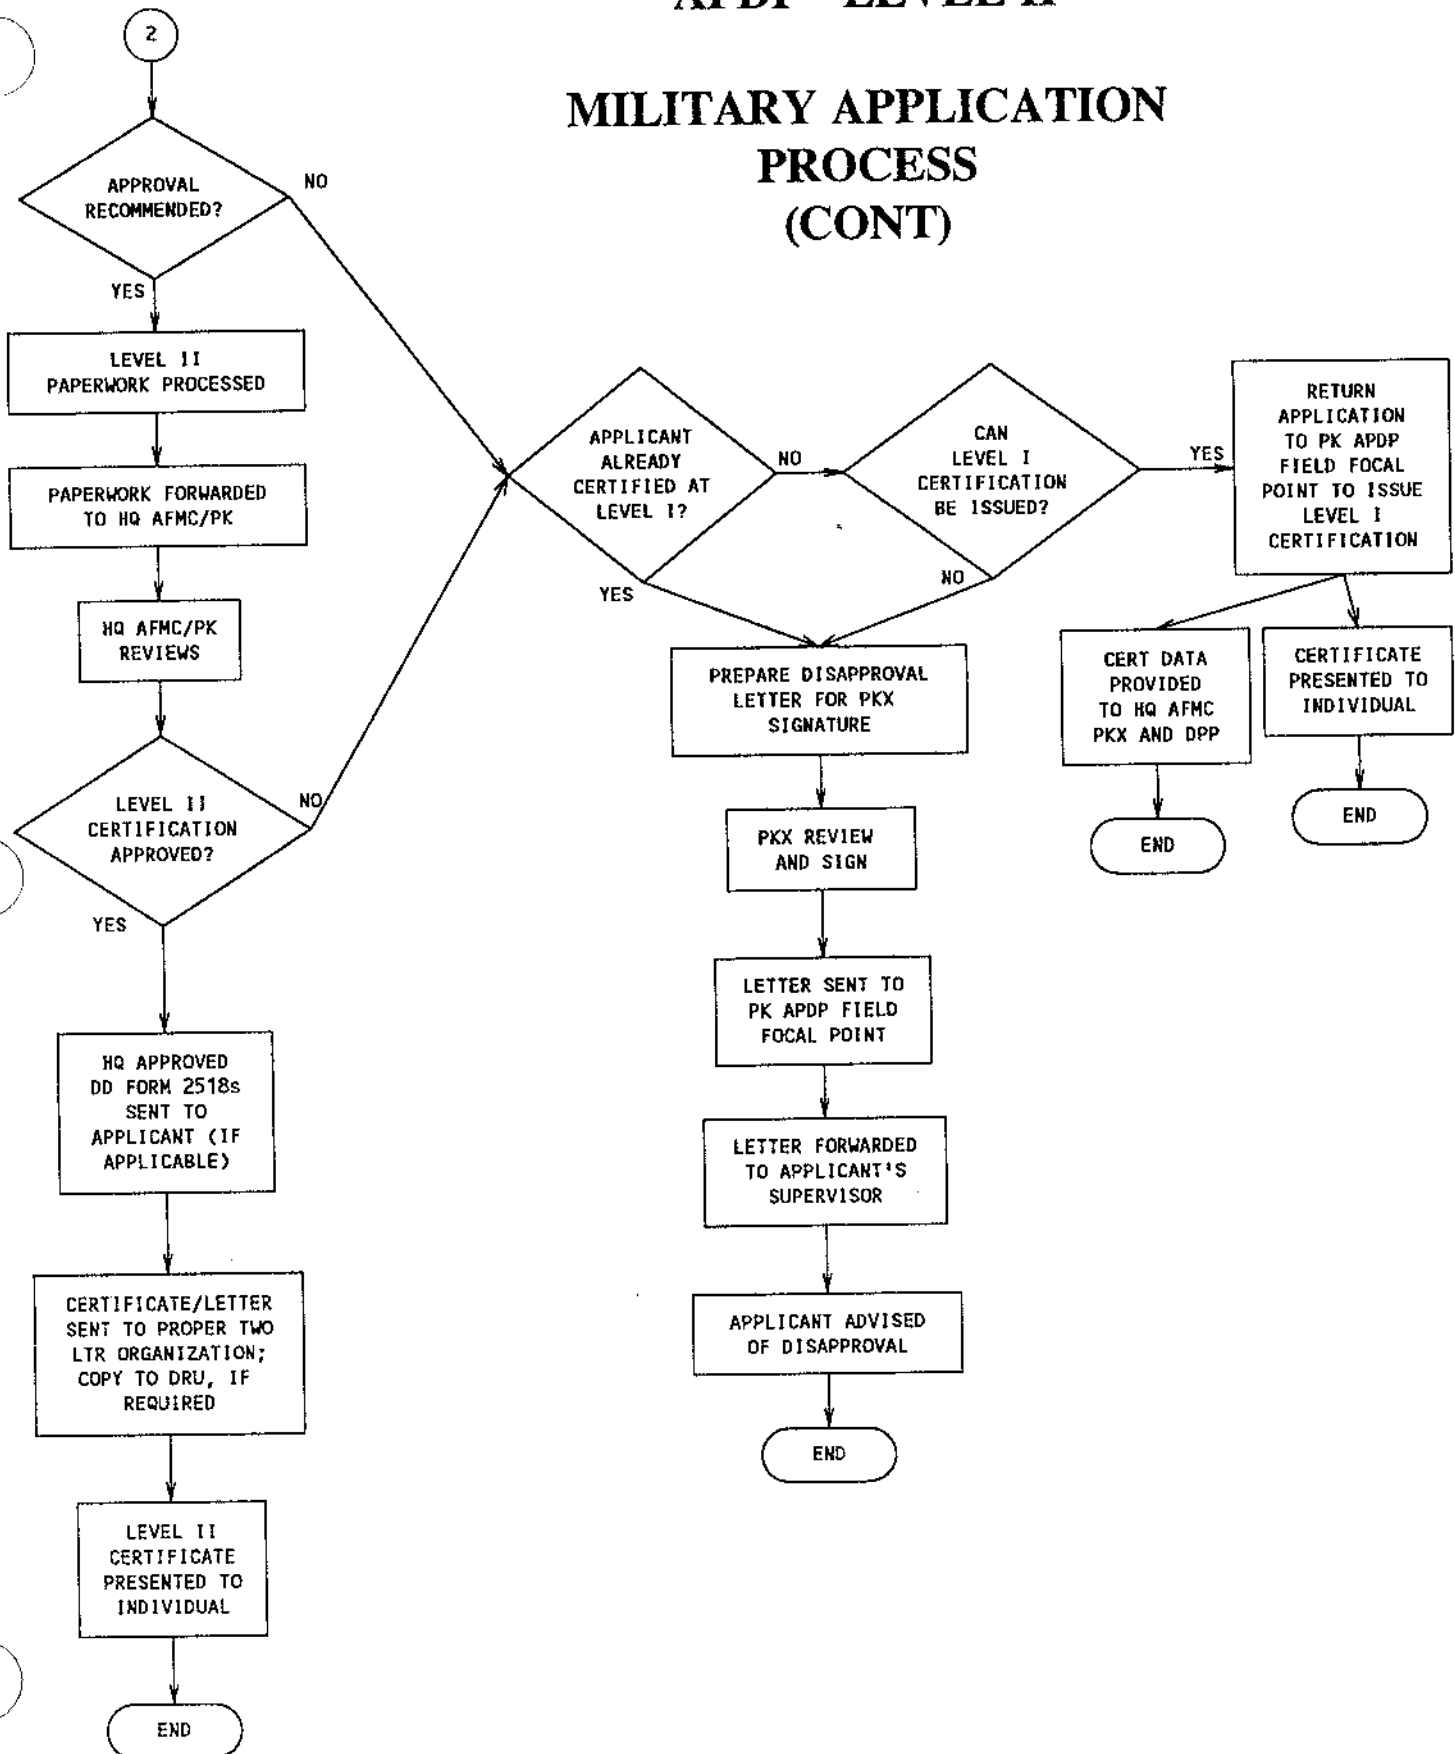 APDP - LEVEL II
MILITARY APPLICATION
PROCESS
(CONT)
2
APPROVAL
RECOMMENDED?
NO
YES
LEVEL II
PAPERWORK PROCESSED
PAPERWORK FORWARDED
TO HQ AFMC/PK
HQ AFMC/PK
REVIEWS
LEVEL II
CERTIFICATION
APPROVED?
NO
YES
HQ APPROVED
DD FORM 2518s
SENT TO
APPLICANT (IF
APPLICABLE)
CERTIFICATE/LETTER
SENT TO PROPER TWO
LTR ORGANIZATION;
COPY TO DRU, IF
REQUIRED
LEVEL II
CERTIFICATE
PRESENTED TO
INDIVIDUAL
END
APPLICANT
ALREADY
CERTIFIED AT
LEVEL I?
NO
YES
CAN
LEVEL I
CERTIFICATION
BE ISSUED?
YES
NO
PREPARE DISAPPROVAL
LETTER FOR PKX
SIGNATURE
PKX REVIEW
AND SIGN
LETTER SENT TO
PK APDP FIELD
FOCAL POINT
LETTER FORWARDED
TO APPLICANT'S
SUPERVISOR
APPLICANT ADVISED
OF DISAPPROVAL
END
RETURN
APPLICATION
TO PK APDP
FIELD FOCAL
POINT TO ISSUE
LEVEL I
CERTIFICATION
CERT DATA
PROVIDED
TO HQ AFMC
PKX AND DPP
END
CERTIFICATE
PRESENTED TO
INDIVIDUAL
END